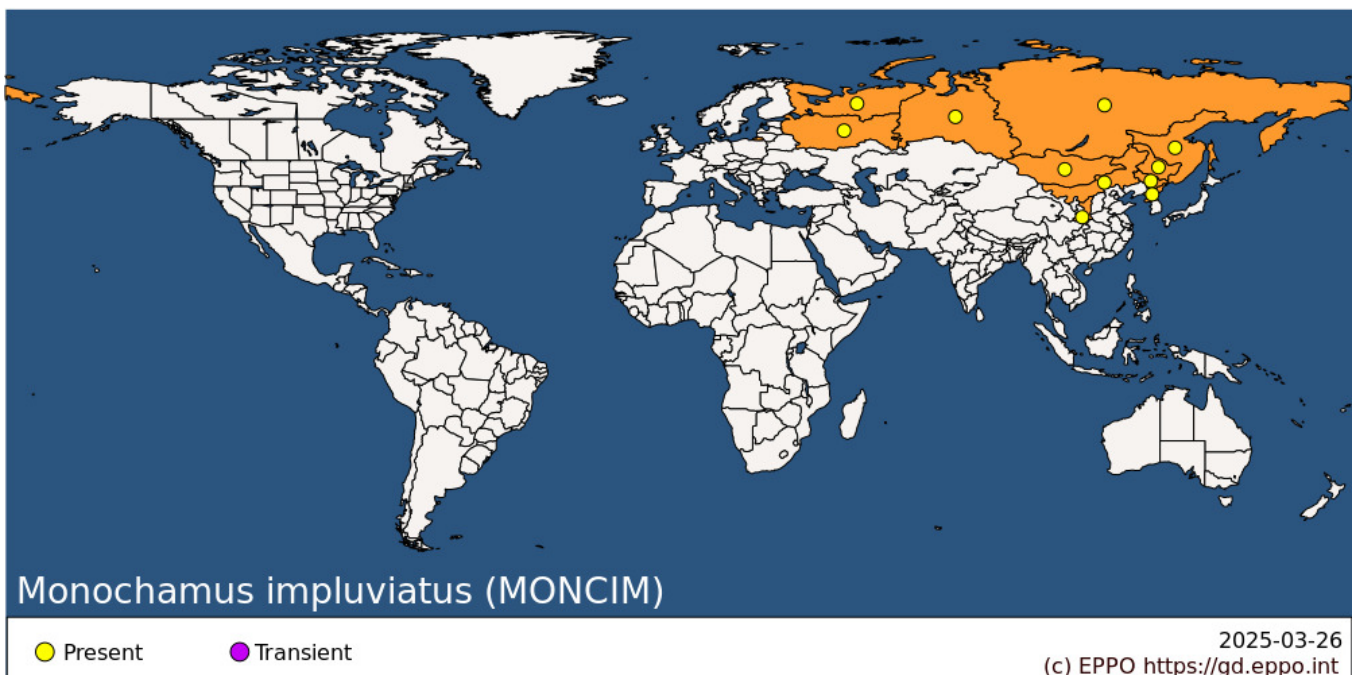 Monochamus impluviatus (MONCIM)
Present
Transient
2025-03-26
(c) EPPO https://gd.eppo.int